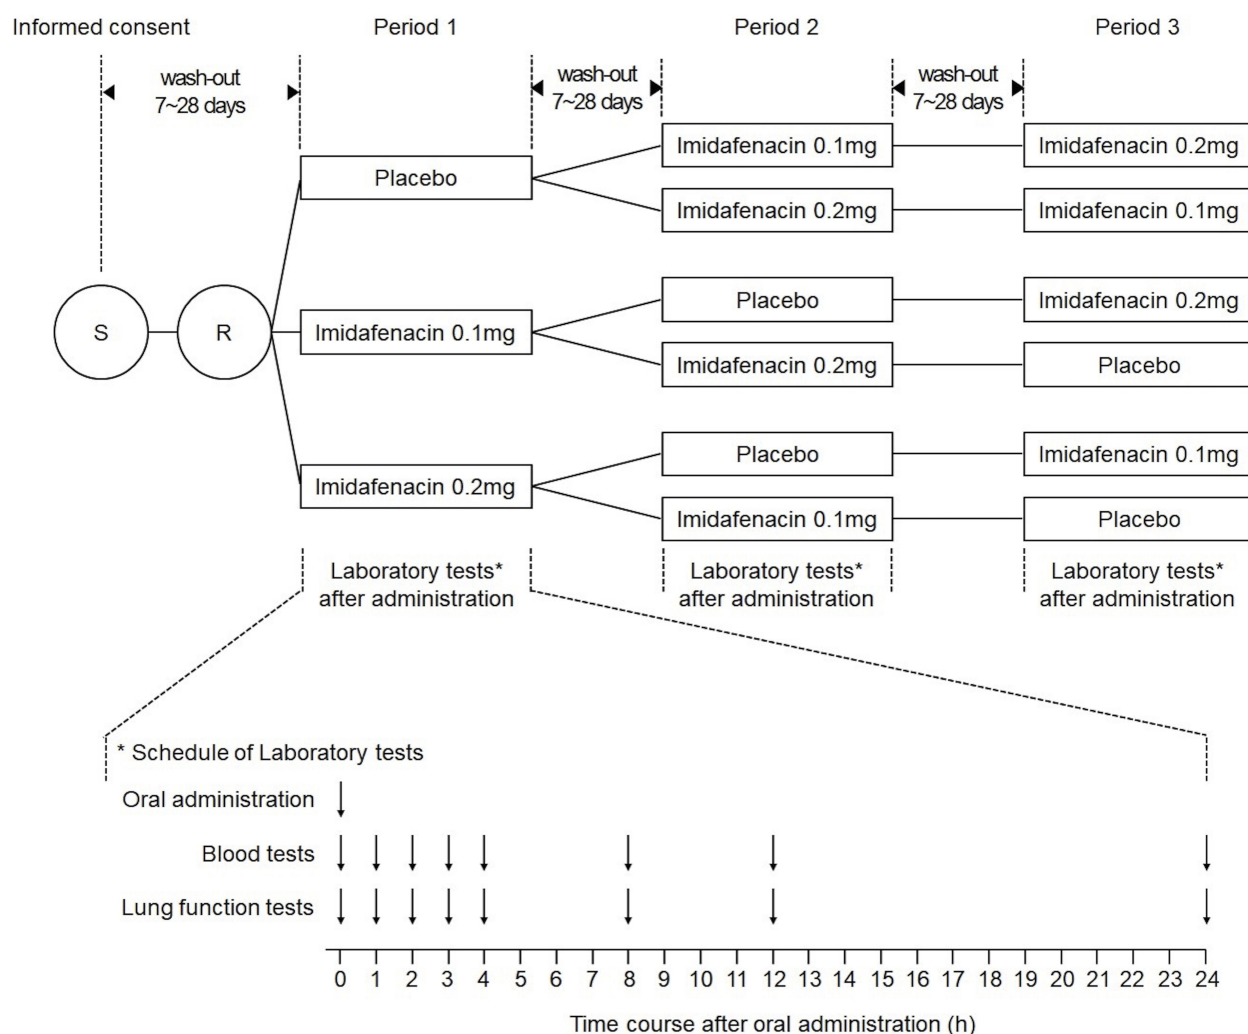 Informed consent
Period 1
Period 2
Period 3
wash-out
7~28 days
wash-out
7~28 days
wash-out
7~28 days
Placebo
Imidafenacin 0.1mg
Imidafenacin 0.2mg
Imidafenacin 0.2mg
Imidafenacin 0.1mg
S
R
Imidafenacin 0.1mg
Placebo
Imidafenacin 0.2mg
Imidafenacin 0.2mg
Placebo
Imidafenacin 0.2mg
Placebo
Imidafenacin 0.1mg
Imidafenacin 0.1mg
Placebo
Laboratory tests*
after administration
Laboratory tests*
after administration
Laboratory tests*
after administration
* Schedule of Laboratory tests
Oral administration
Blood tests
Lung function tests
0 1 2 3 4 5 6 7 8 9 10 11 12 13 14 15 16 17 18 19 20 21 22 23 24
Time course after oral administration (h)